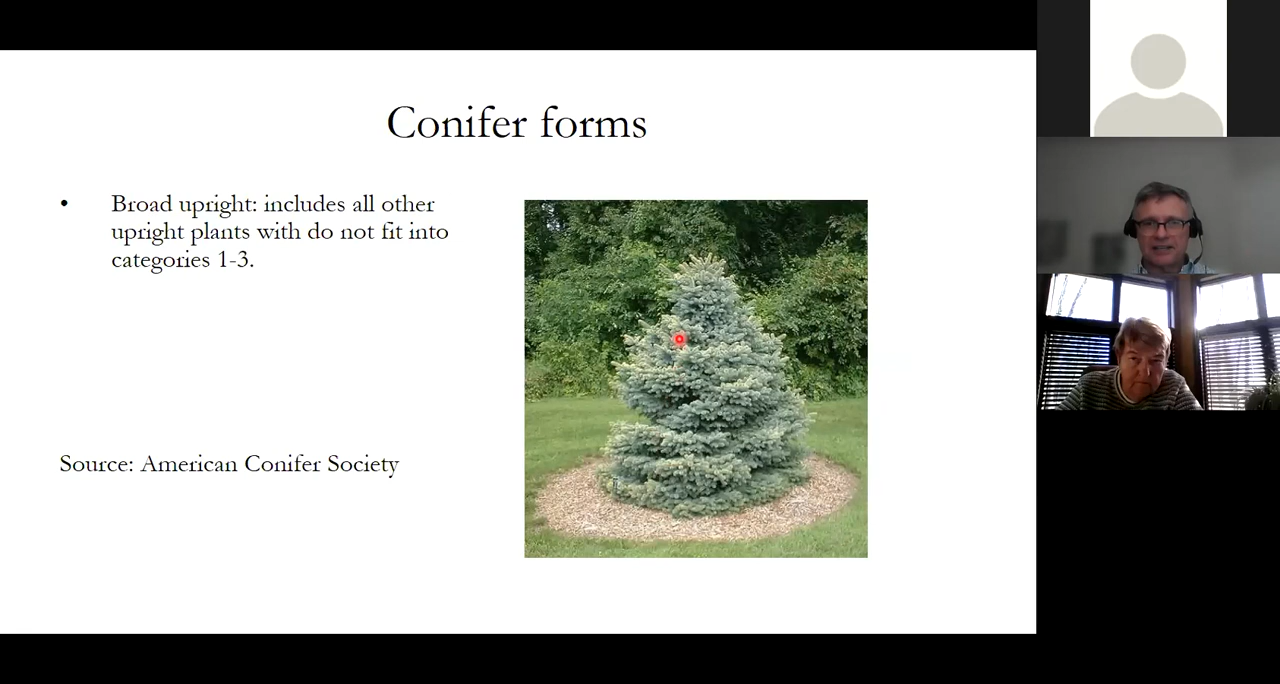 Conifer forms
• Broad upright: includes all other
upright plants with do not fit into
categories 1-3.
Source: American Conifer Society